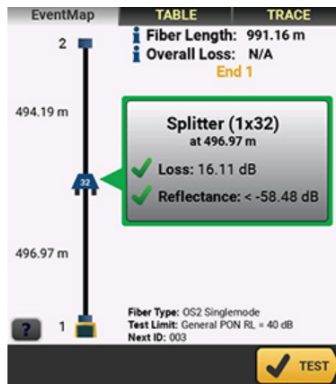 EventMap TABLE TRACE
2
i Fiber Length: 991.16 m
i Overall Loss: N/A
End 1
494.19 m
Splitter (1x32)
at 496.97 m
Loss: 16.11 dB
32
Reflectance: < -58.48 dB
496.97 m
Fiber Type: OS2 Singlemode
? 1 Test Limit: General PON RL = 40 dB
Next ID: 003
TEST